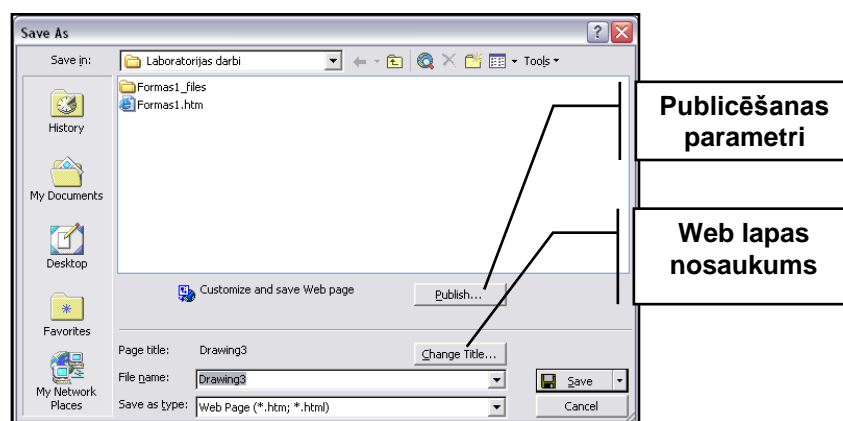 Save As
Save in:
Laboratorijas darbi
Tools
Formas1_files
Formas1.htm
History
My Documents
Desktop
Favorites
My Network
Places
Customize and save Web page
Publish...
Page title:
Drawing3
Change Title...
File name:
Drawing3
Save
Save as type:
Web Page (*.htm; *.html)
Cancel
Publicēšanas
parametri
Web lapas
nosaukums